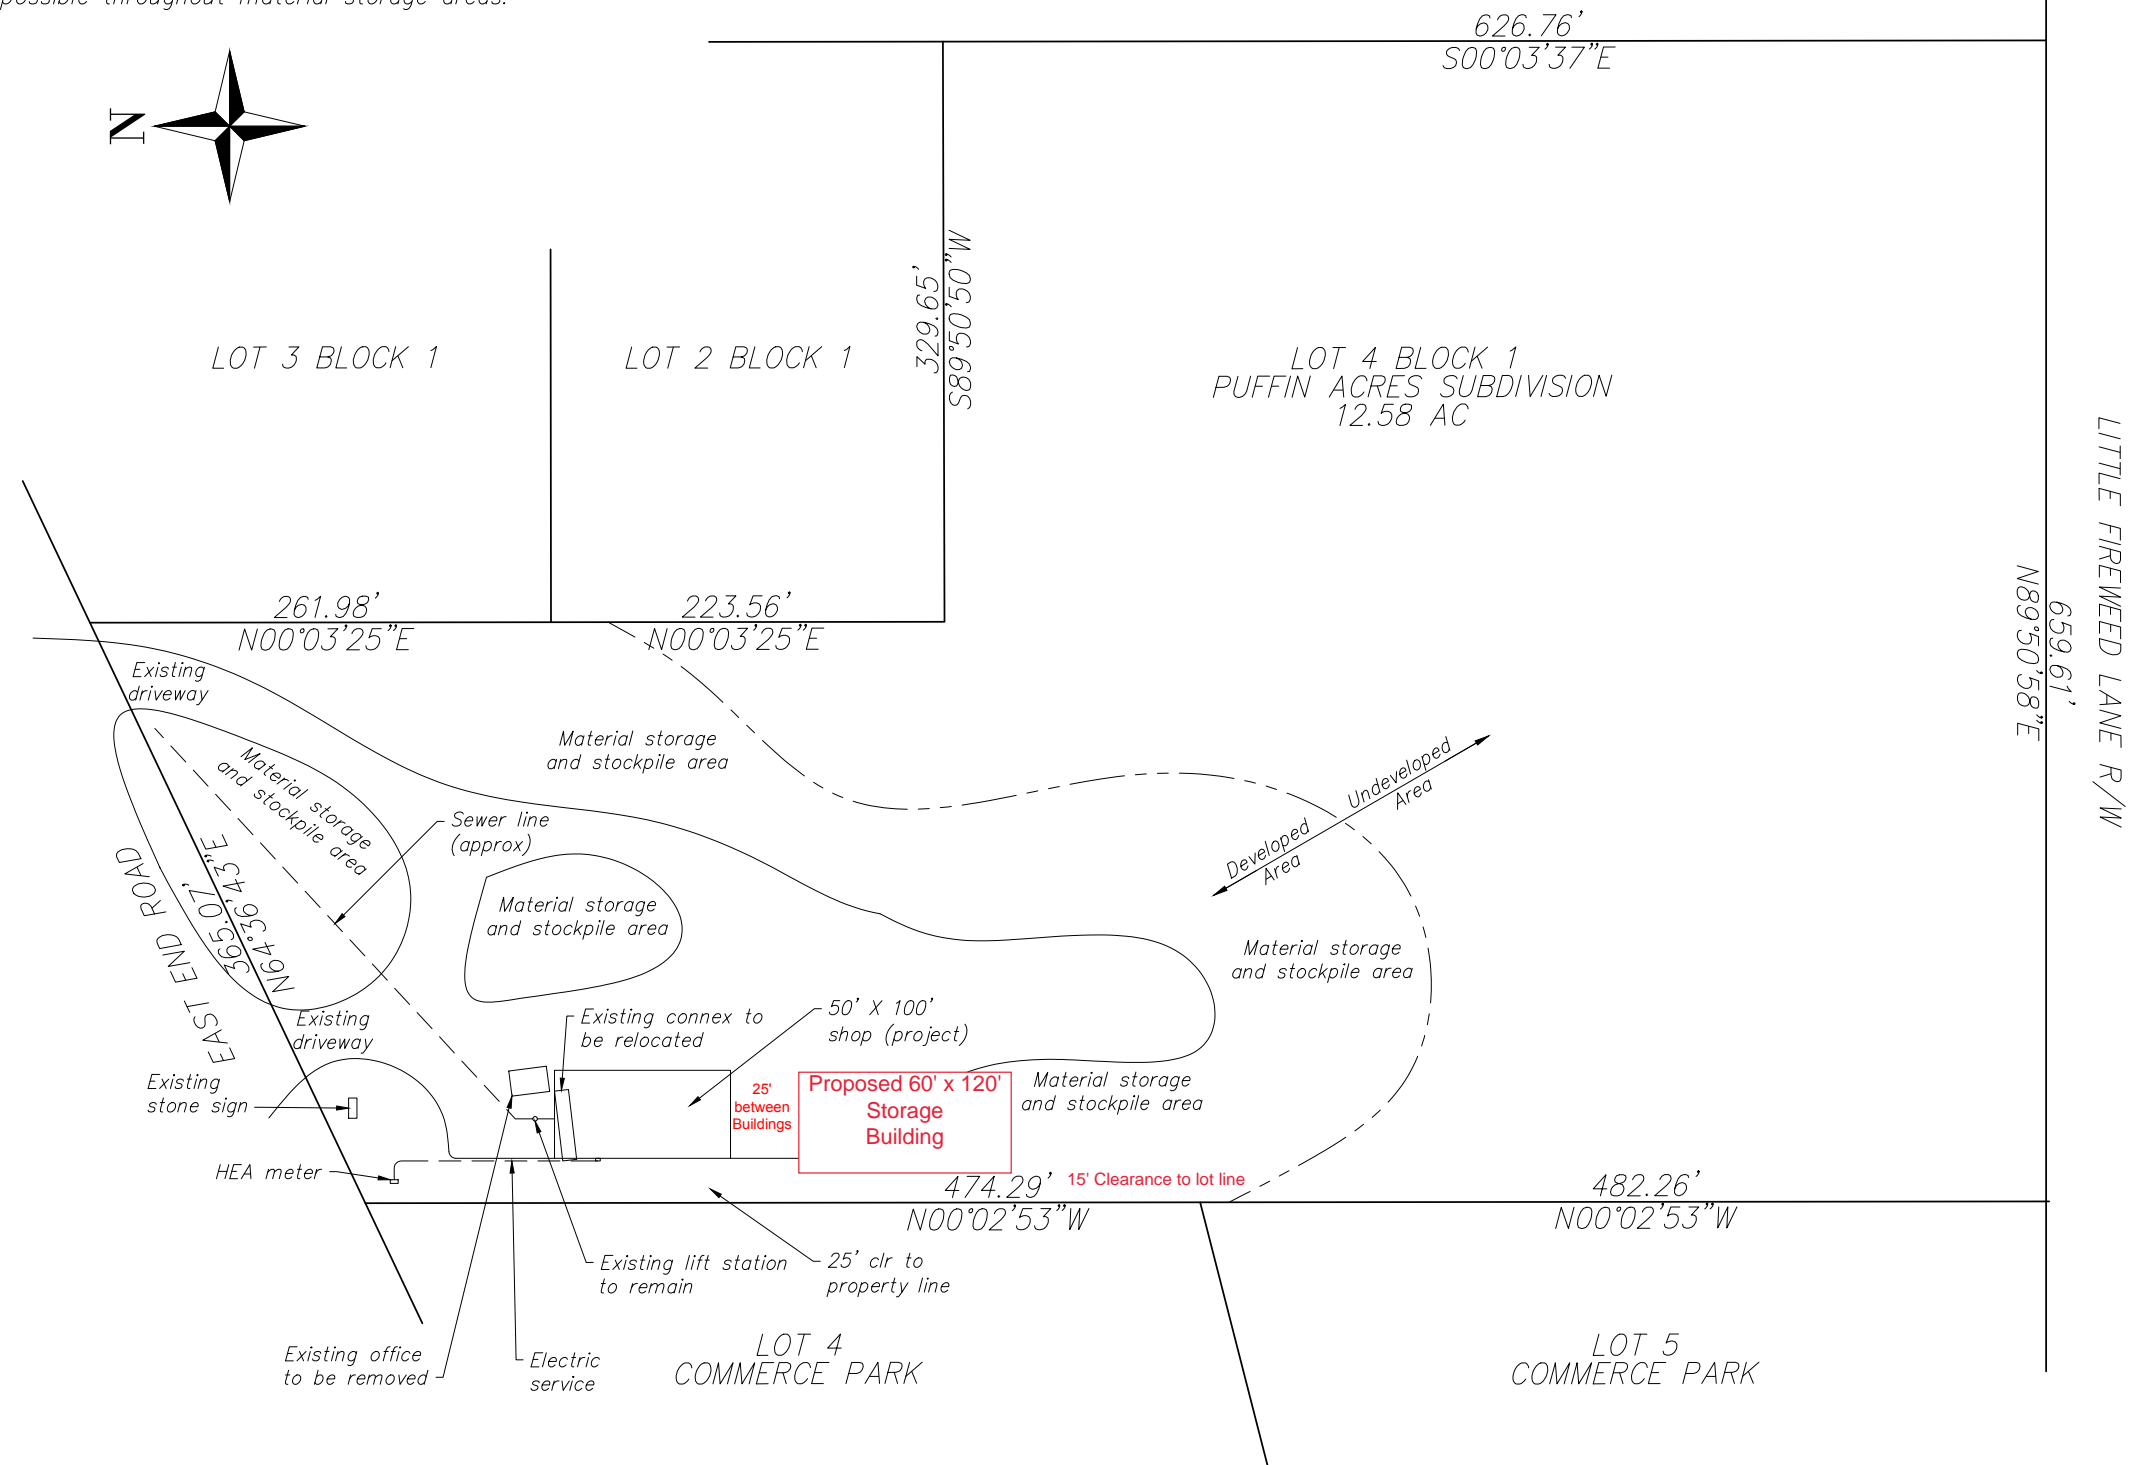 possible throughout material storage areas.
626.76'
S00°03'37"E
N
329.65'
S89°50'50"W
LOT 3 BLOCK 1
LOT 2 BLOCK 1
LOT 4 BLOCK 1
PUFFIN ACRES SUBDIVISION
12.58 AC
LITTLE FIREWEED LANE R/W
659.61'
N89°50'58"E
261.98'
N00°03'25"E
223.56'
N00°03'25"E
Existing
driveway
Material storage
and stockpile area
Material storage
and stockpile area
Undeveloped
Area
Developed
Area
Sewer line
(approx)
EAST END ROAD
365.07'
N64°36'43"E
Material storage
and stockpile area
Material storage
and stockpile area
Existing
driveway
Existing connex to
be relocated
50' X 100'
shop (project)
Existing
stone sign
25'
between
Buildings
Proposed 60' x 120'
Storage
Building
Material storage
and stockpile area
HEA meter
474.29'
N00°02'53"W
15' Clearance to lot line
482.26'
N00°02'53"W
Existing lift station
to remain
25' clr to
property line
Existing office
to be removed
Electric
service
LOT 4
COMMERCE PARK
LOT 5
COMMERCE PARK